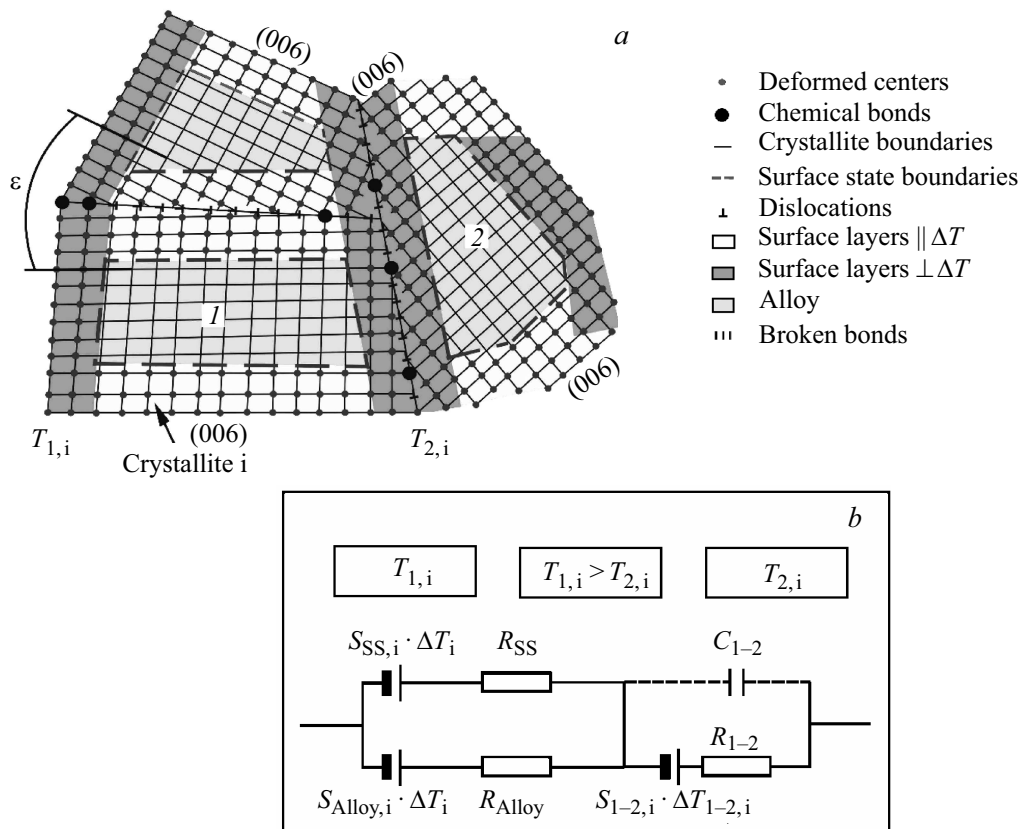 a
(006)
(006)
Deformed centers
Chemical bonds
Crystallite boundaries
Surface state boundaries
Dislocations
Surface layers ∥ ΔT
Surface layers ⊥ ΔT
Alloy
Broken bonds
ε
2
1
(006)
T1, i
(006)
T2, i
Crystallite i
b
T1, i
T1, i > T2, i
T2, i
SSS, i · ΔTi
RSS
C1–2
R1–2
SAlloy, i · ΔTi
RAlloy
S1–2, i · ΔT1–2, i